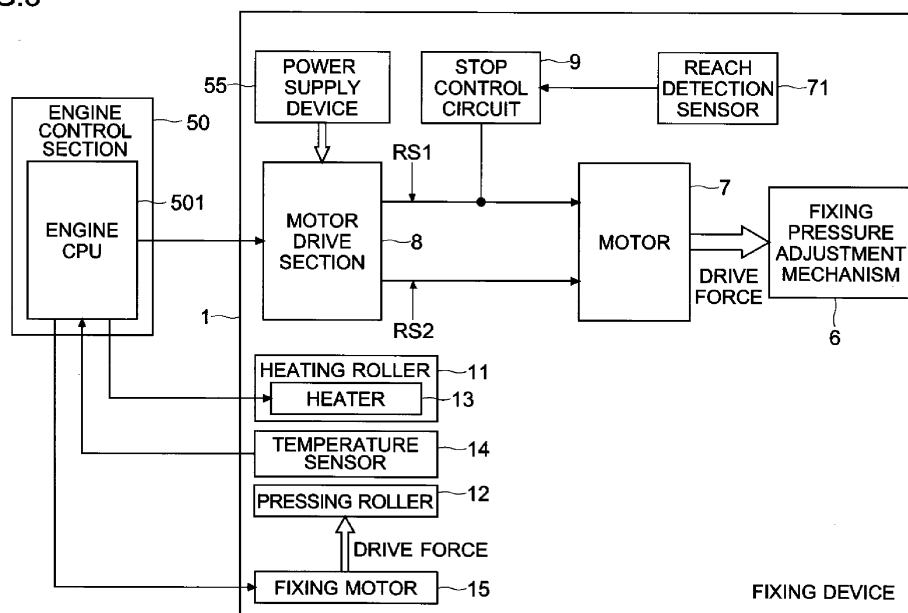 55
POWER
SUPPLY
DEVICE
9
STOP
CONTROL
CIRCUIT
REACH
DETECTION
SENSOR
71
ENGINE
CONTROL
SECTION
50
501
ENGINE
CPU
RS1
MOTOR
DRIVE
SECTION
8
RS2
7
MOTOR
DRIVE
FORCE
FIXING
PRESSURE
ADJUSTMENT
MECHANISM
6
1
HEATING ROLLER
11
HEATER
13
TEMPERATURE
SENSOR
14
PRESSING ROLLER
12
DRIVE FORCE
FIXING MOTOR
15
FIXING DEVICE